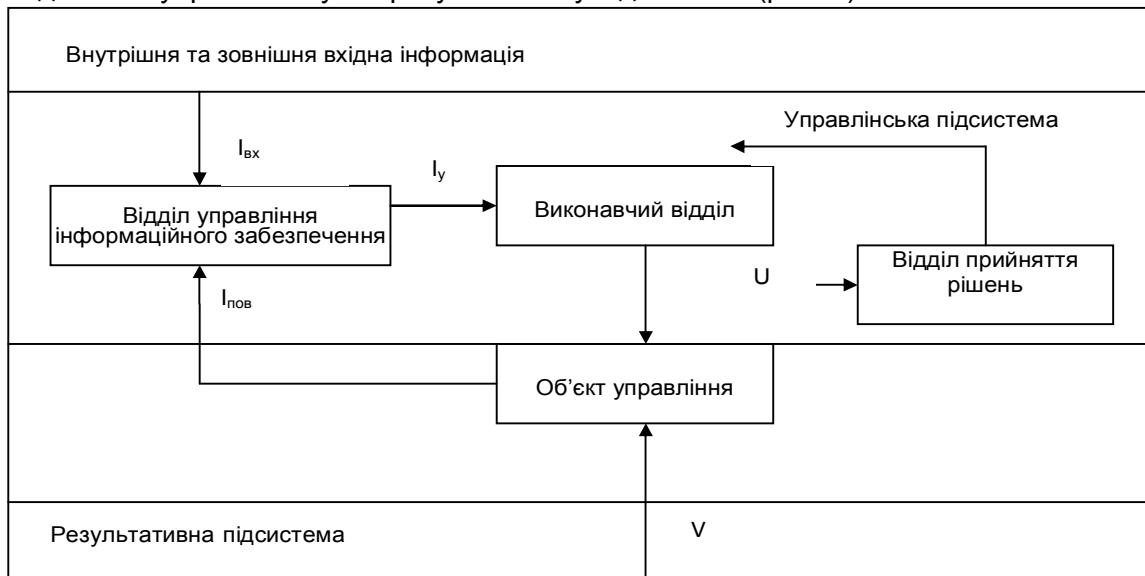 Внутрішня та зовнішня вхідна інформація
Управлінська підсистема
Iвх
Iу
Відділ управління
інформаційного забезпечення
Виконавчий відділ
U
Відділ прийняття
рішень
Iпов
Об’єкт управління
Результативна підсистема
V